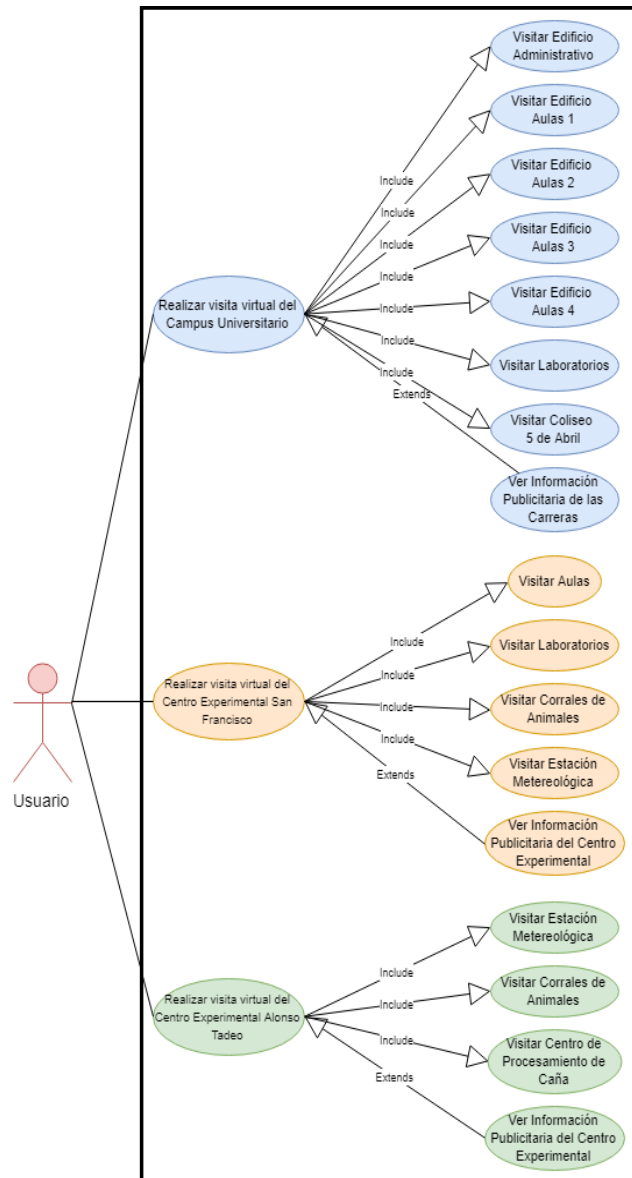 Visitar Edificio
Administrativo
Visitar Edificio
Aulas 1
Visitar Edificio
Aulas 2
Visitar Edificio
Aulas 3
Visitar Edificio
Aulas 4
Visitar Laboratorios
Visitar Coliseo
5 de Abril
Ver Información
Publicitaria de las
Carreras
Include
Include
Include
Include
Include
Include
Include
Extends
Realizar visita virtual del
Campus Universitario
Visitar Aulas
Visitar Laboratorios
Visitar Corrales de
Animales
Visitar Estación
Metereológica
Ver Información
Publicitaria del Centro
Experimental
Include
Include
Include
Include
Extends
Realizar visita virtual del
Centro Experimental San
Francisco
Usuario
Visitar Estación
Metereológica
Visitar Corrales de
Animales
Visitar Centro de
Procesamiento de
Caña
Ver Información
Publicitaria del Centro
Experimental
Include
Include
Include
Extends
Realizar visita virtual del
Centro Experimental Alonso
Tadeo